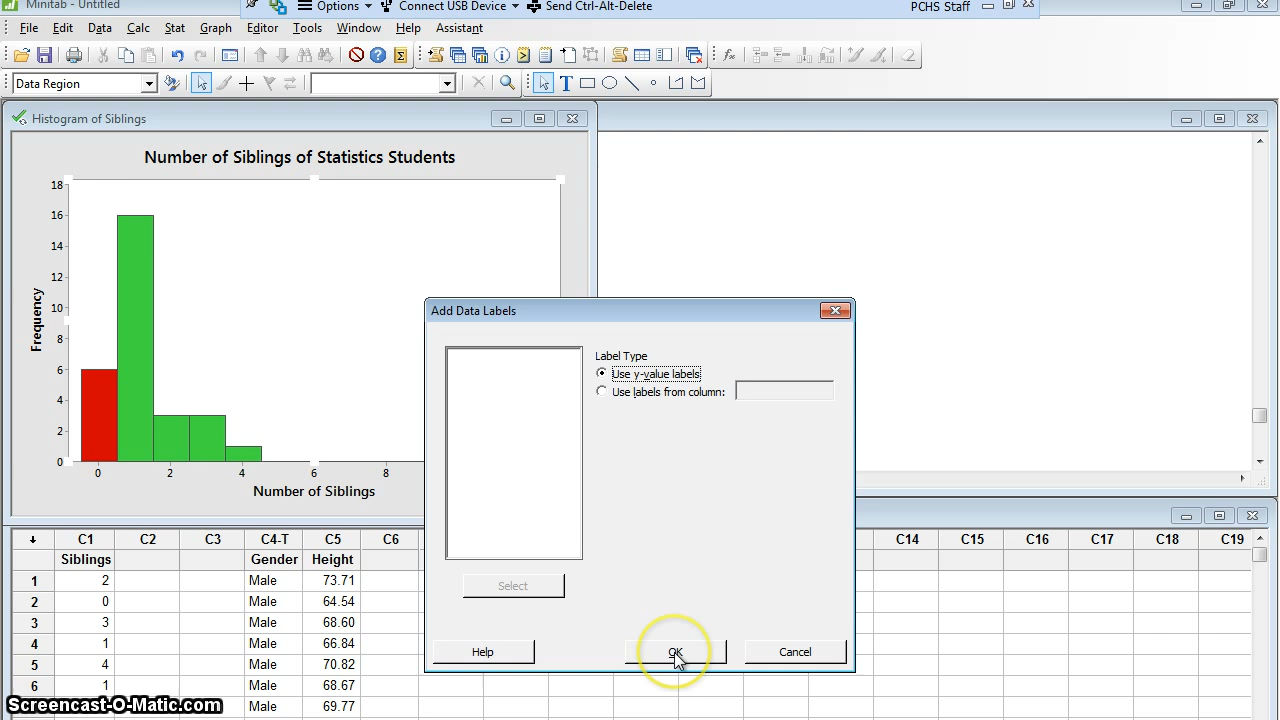 Minitab - Untitled
Options
Connect USB Device
Send Ctrl-Alt-Delete
PCHS Staff
File Edit Data Calc Stat Graph Editor Tools Window Help Assistant
Data Region
Histogram of Siblings
Number of Siblings of Statistics Students
18
16
14
12
10
8
6
4
2
0
Frequency
0 2 4 6 8
Number of Siblings
Add Data Labels
Label Type
Use y-value labels
Use labels from column:
Select
Help OK Cancel
C1 C2 C3 C4-T C5 C6 C14 C15 C16 C17 C18 C19
Siblings Gender Height
1 2 Male 73.71
2 0 Male 64.54
3 3 Male 68.60
4 1 Male 66.84
5 4 Male 70.82
6 1 Male 68.67
Male 69.77
Screencast-O-Matic.com